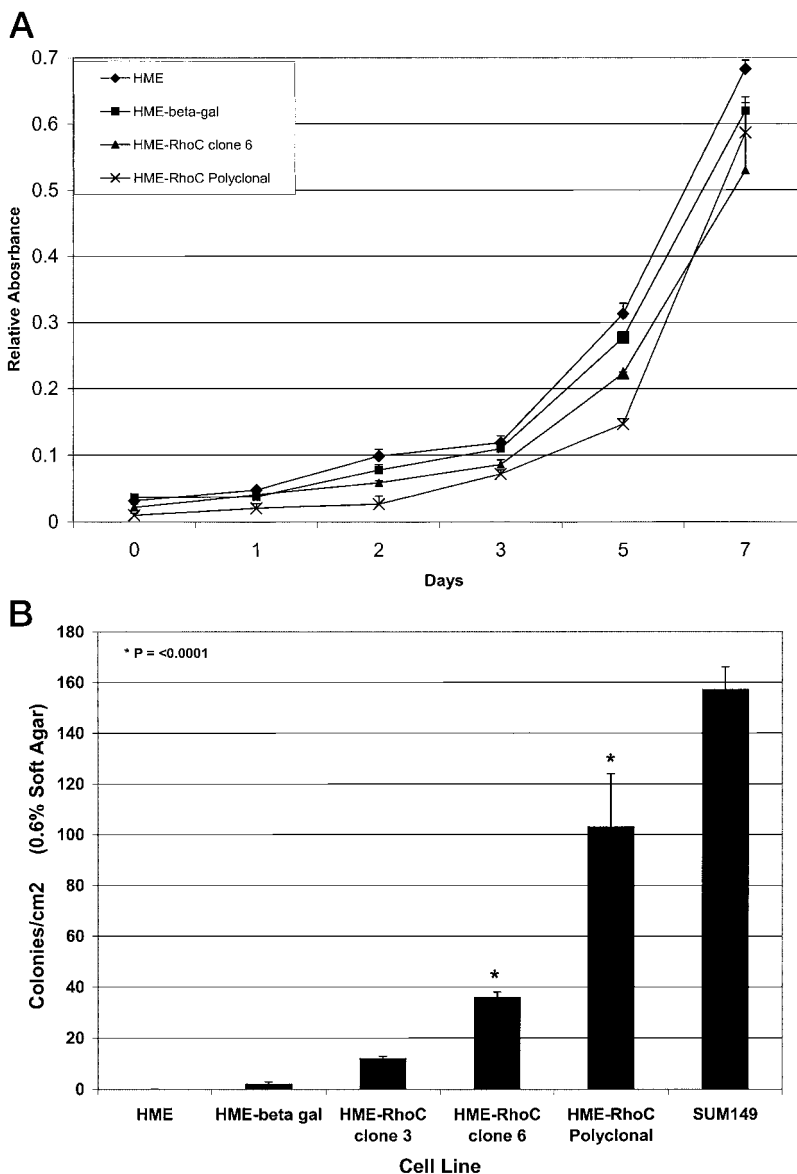 A
0.7
0.6
0.5
0.4
0.3
0.2
0.1
0
Relative Abosrbance
HME
HME-beta-gal
HME-RhoC clone 6
HME-RhoC Polyclonal
0 1 2 3 5 7
Days
B
180
160
140
120
100
80
60
40
20
0
Colonies/cm2 (0.6% Soft Agar)
* P = <0.0001
*
*
HME HME-beta gal HME-RhoC HME-RhoC HME-RhoC SUM149
clone 3 clone 6 Polyclonal
Cell Line